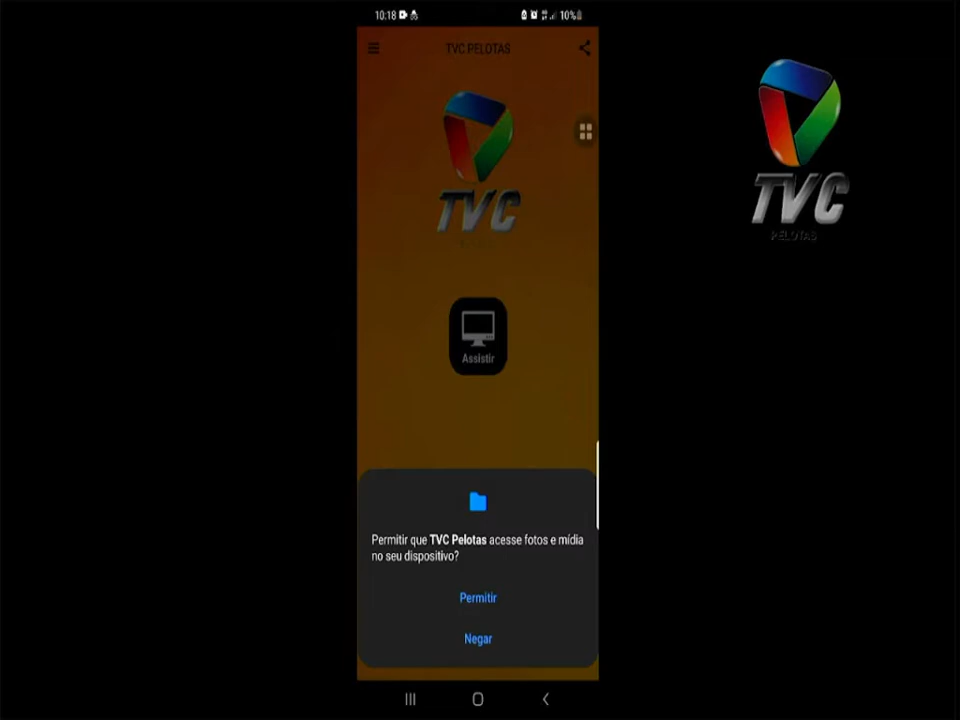 10:18
10%
TVC PELOTAS
TVC
Assistir
Permitir que TVC Pelotas acesse fotos e mídia
no seu dispositivo?
Permitir
Negar
TVC
PELOTAS